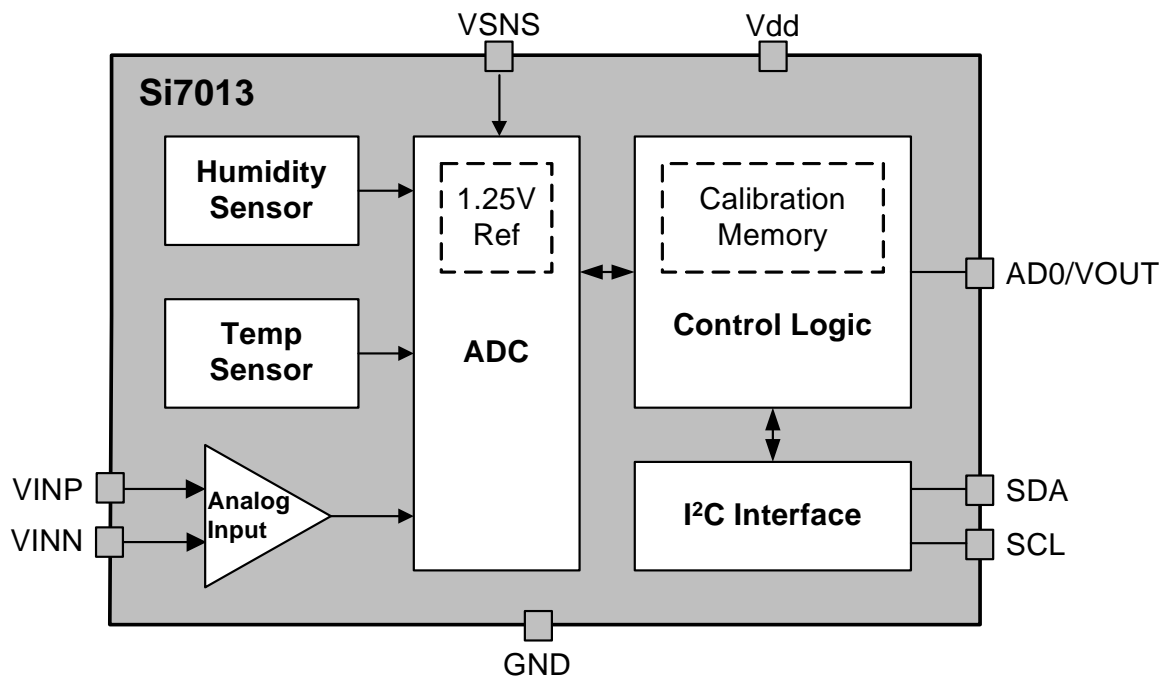 VSNS
Vdd
Si7013
Humidity
Sensor
1.25V
Ref
Calibration
Memory
AD0/VOUT
Control Logic
Temp
Sensor
ADC
VINP
VINN
Analog
Input
I²C Interface
SDA
SCL
GND